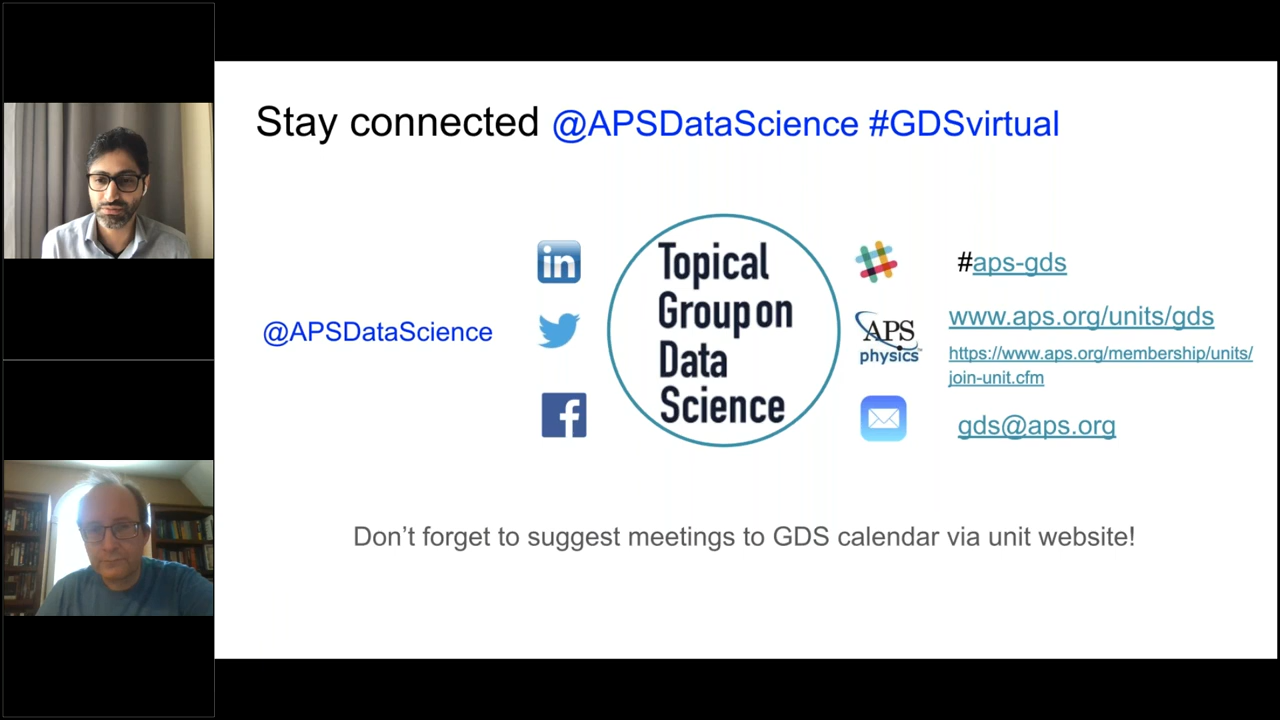 Stay connected @APSDataScience #GDSvirtual
@APSDataScience
in
f
Topical
Group on
Data
Science
#aps-gds
APS
physics™
www.aps.org/units/gds
https://www.aps.org/membership/units/
join-unit.cfm
gds@aps.org
Don’t forget to suggest meetings to GDS calendar via unit website!